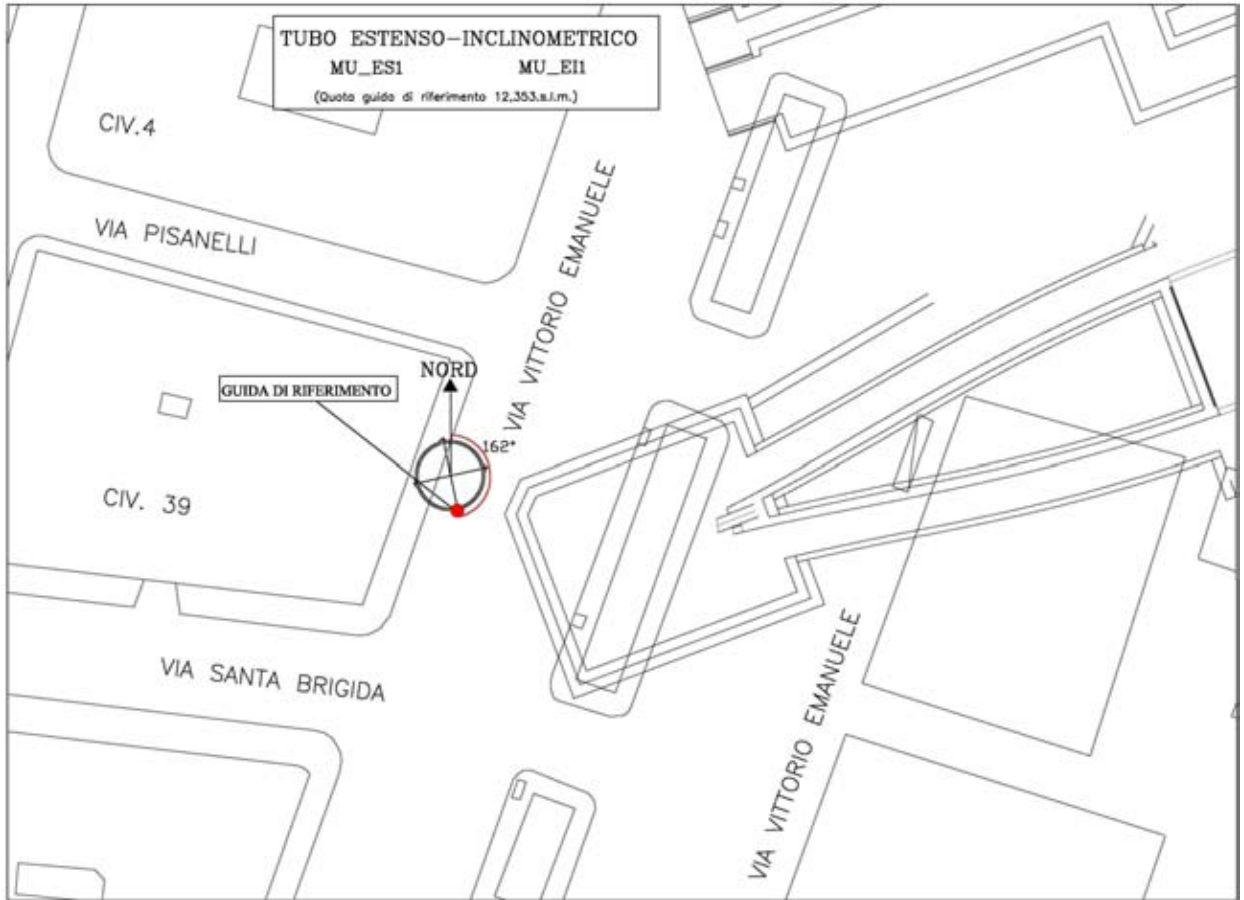 TUBO ESTENSO-INCLINOMETRICO
MU_ES1 MU_EI1
(Quota guida di riferimento 12,353.s.l.m.)
CIV.4
VIA PISANELLI
VIA VITTORIO EMANUELE
NORD
GUIDA DI RIFERIMENTO
162°
CIV. 39
VIA SANTA BRIGIDA
VIA VITTORIO EMANUELE